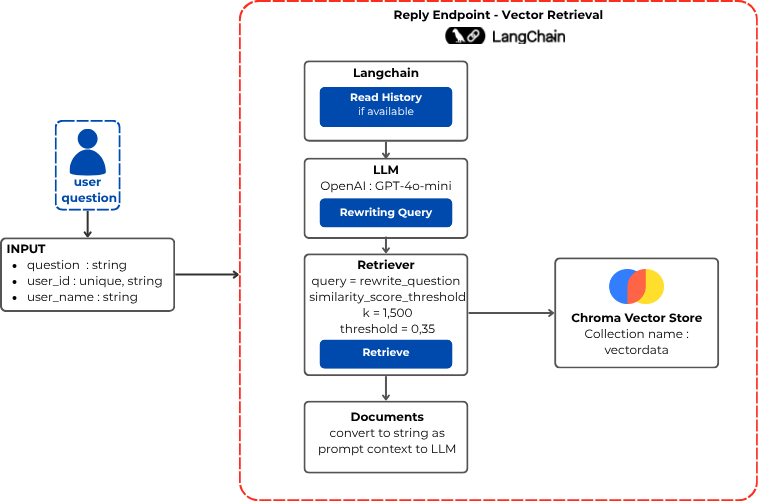 Reply Endpoint - Vector Retrieval
LangChain
Langchain
Read History
if available
LLM
OpenAI : GPT-4o-mini
Rewriting Query
user
question
INPUT
• question : string
• user_id : unique, string
• user_name : string
Retriever
query = rewrite_question
similarity_score_threshold
k = 1,500
threshold = 0,35
Retrieve
Chroma Vector Store
Collection name :
vectordata
Documents
convert to string as
prompt context to LLM